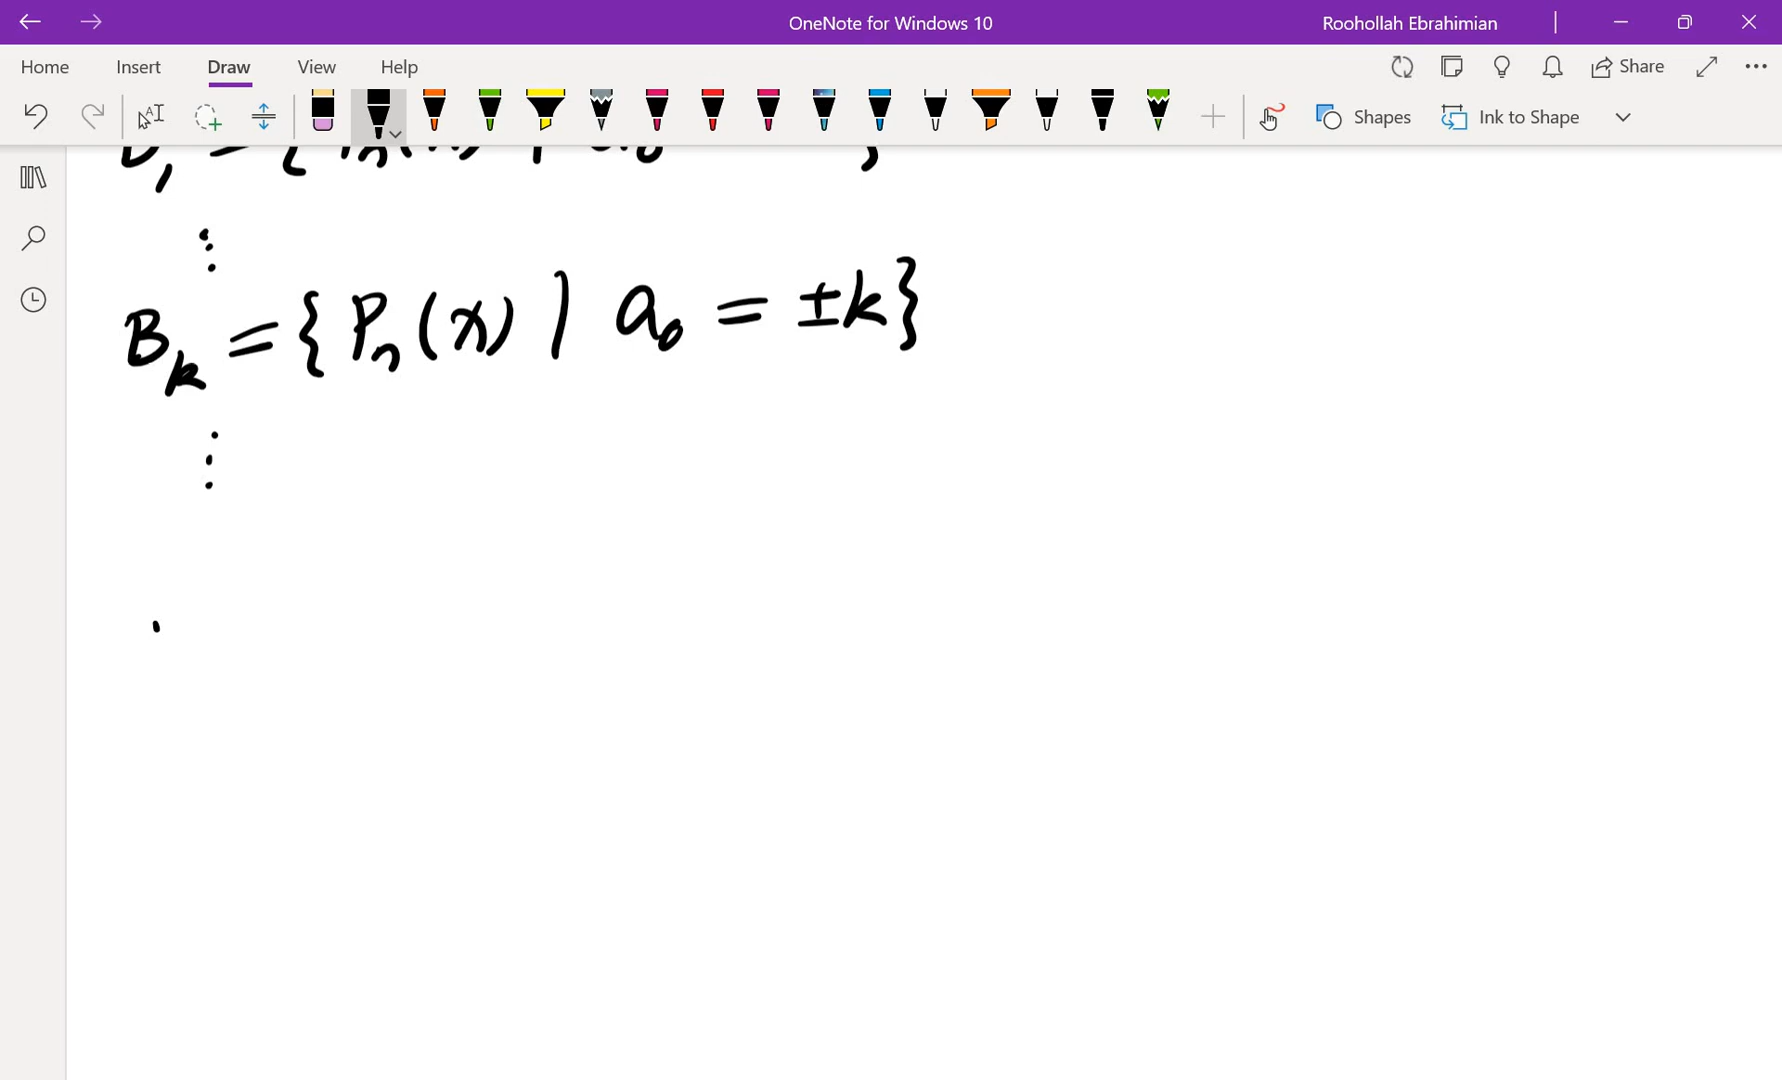 OneNote for Windows 10
Roohollah Ebrahimian
Home Insert Draw View Help
Share
Shapes
Ink to Shape
⋮
B_k = { P_n(x) | a_0 = ±k }
⋮
.